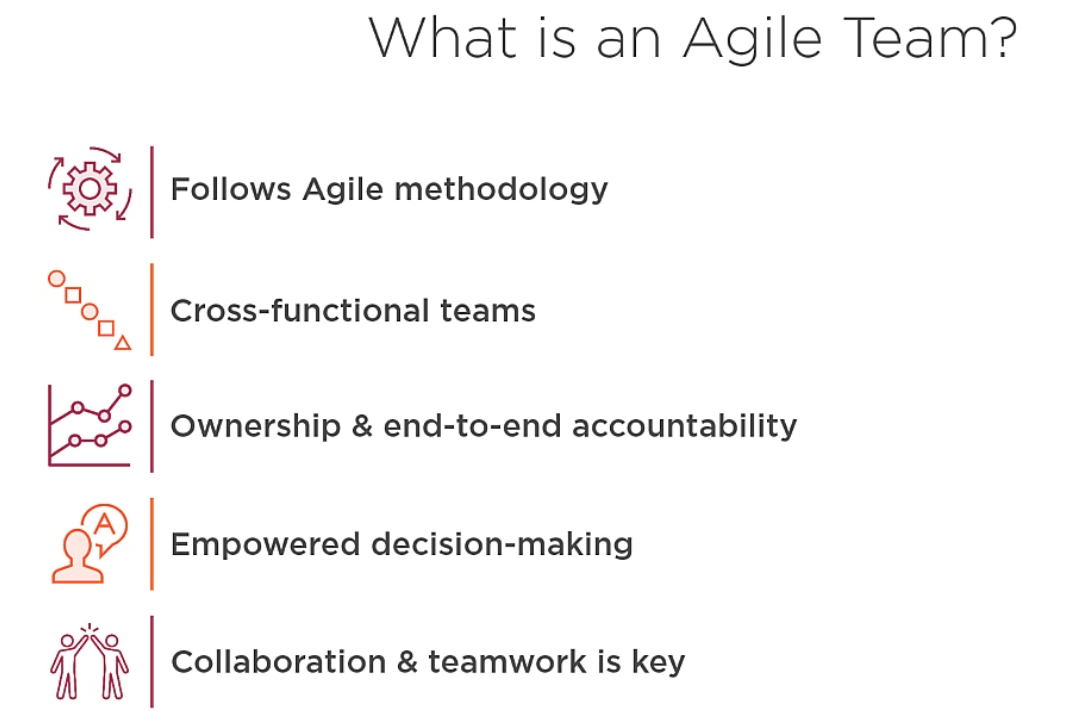 What is an Agile Team?
Follows Agile methodology
Cross-functional teams
Ownership & end-to-end accountability
A
Empowered decision-making
Collaboration & teamwork is key